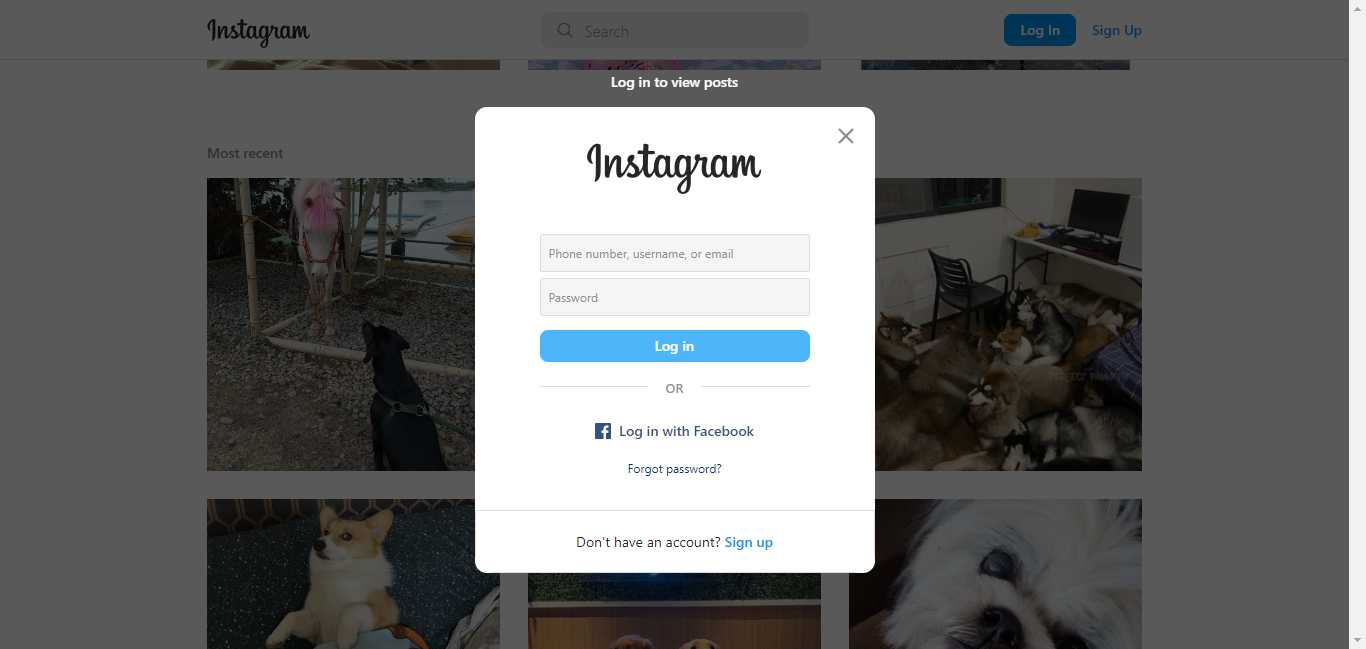 Instagram
Search
Log In
Sign Up
Log in to view posts
Most recent
Instagram
Phone number, username, or email
Password
Log in
OR
Log in with Facebook
Forgot password?
Don't have an account? Sign up